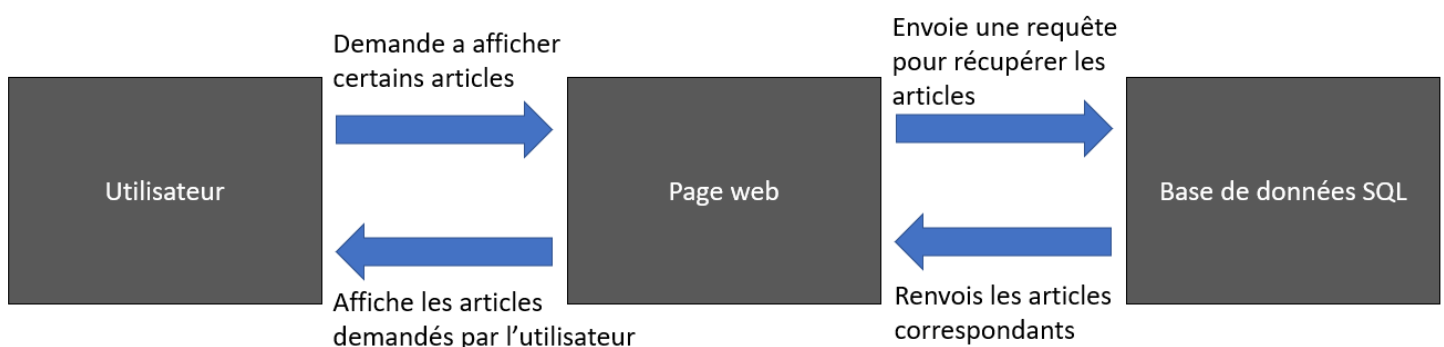 Demande a afficher
certains articles
Envoie une requête
pour récupérer les
articles
Utilisateur
Page web
Base de données SQL
Affiche les articles
demandés par l’utilisateur
Renvois les articles
correspondants